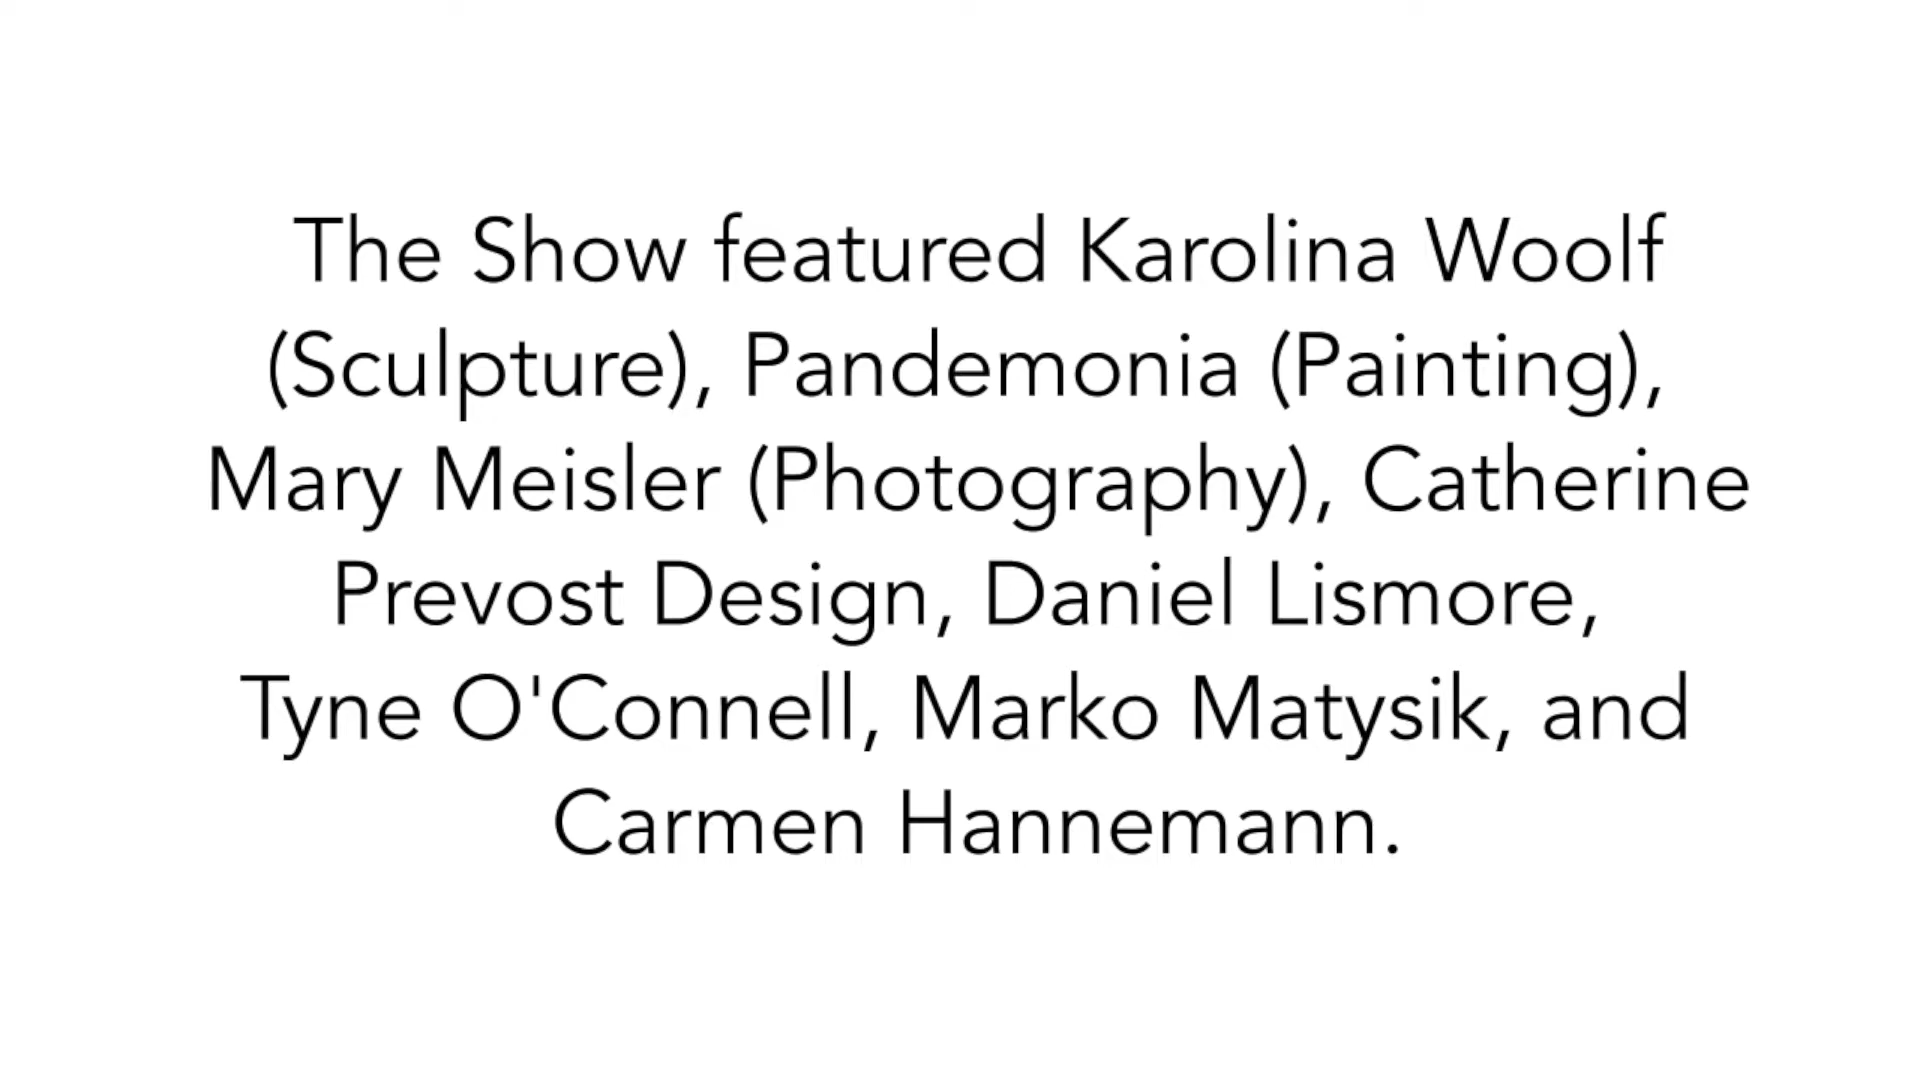 The Show featured Karolina Woolf
(Sculpture), Pandemonia (Painting),
Mary Meisler (Photography), Catherine
Prevost Design, Daniel Lismore,
Tyne O'Connell, Marko Matysik, and
Carmen Hannemann.